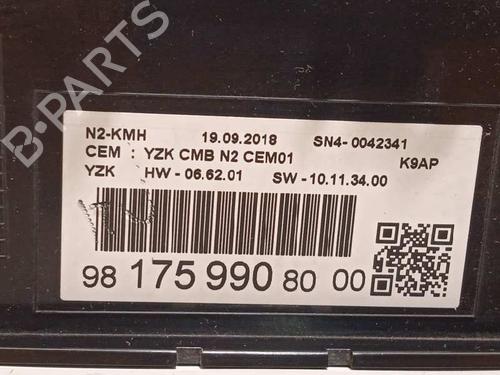 N2-KMH 19.09.2018 SN4-0042341
CEM : YZK CMB N2 CEM01 K9AP
YZK HW -06.62.01 SW -10.11.34.00
98 175 990 80 00